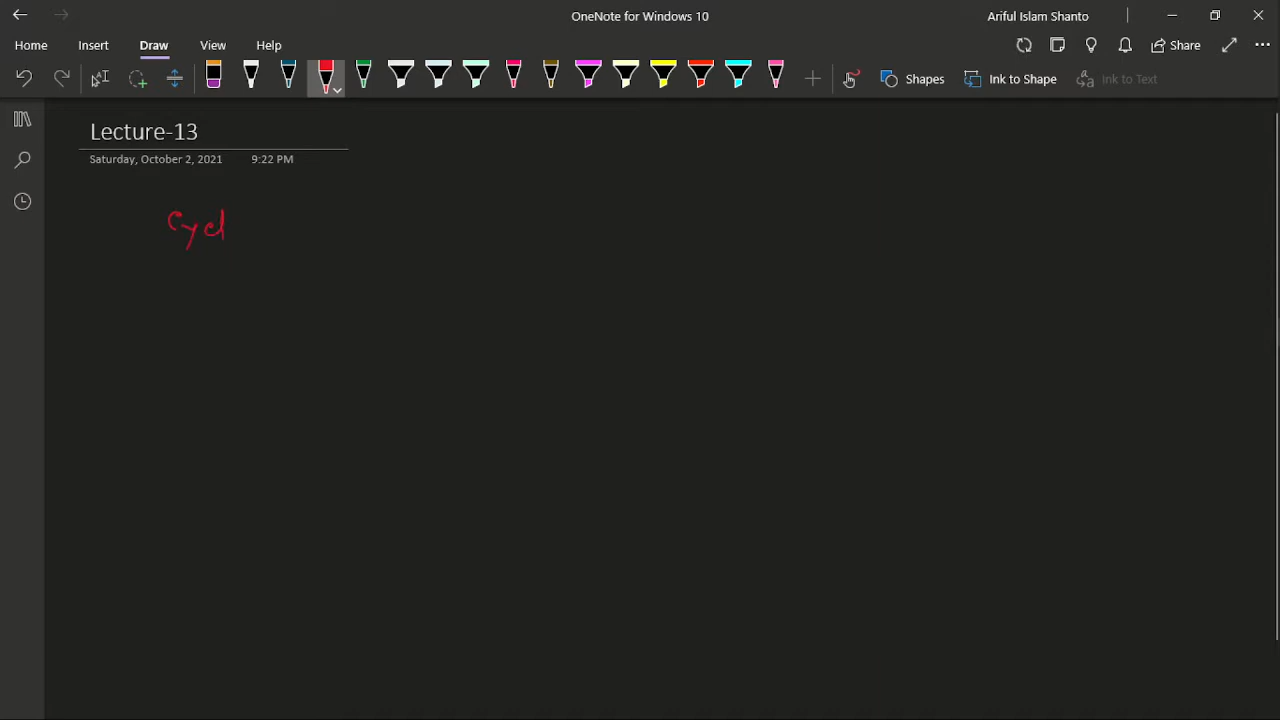 OneNote for Windows 10
Ariful Islam Shanto
Home Insert Draw View Help
Share
Shapes
Ink to Shape
Ink to Text
Lecture-13
Saturday, October 2, 2021 9:22 PM
Cycl